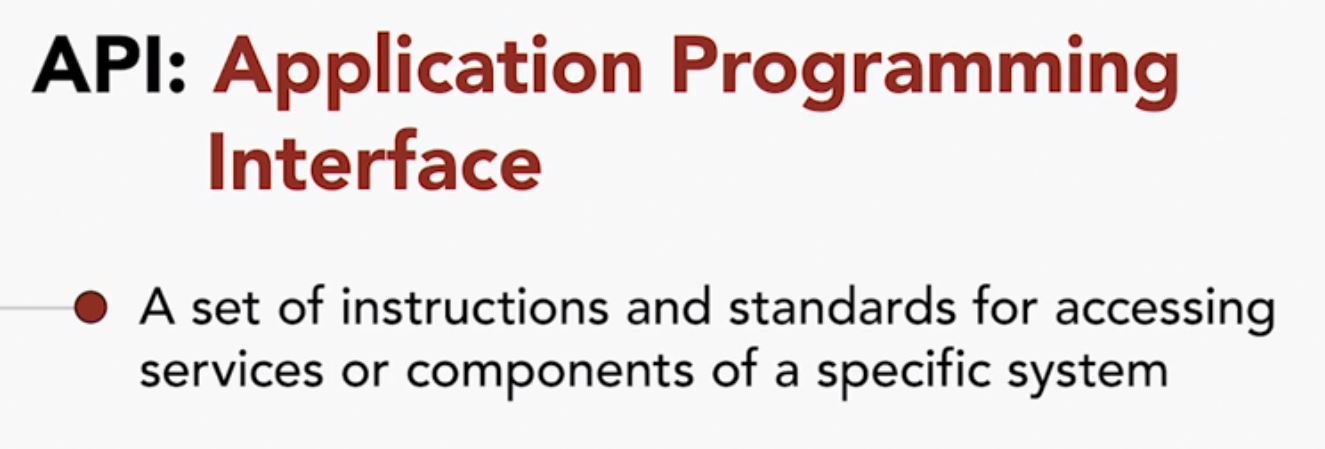 API: Application Programming
Interface
A set of instructions and standards for accessing
services or components of a specific system